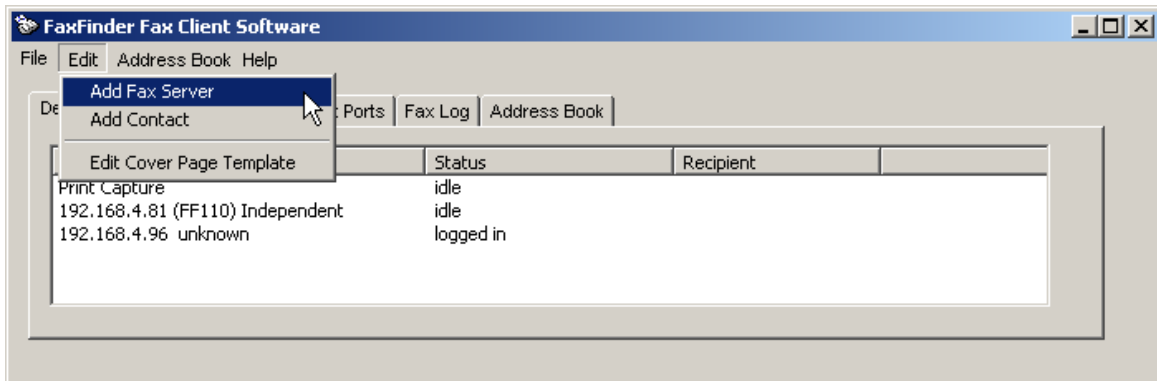 FaxFinder Fax Client Software
File Edit Address Book Help
Add Fax Server
De Ports Fax Log Address Book
Add Contact
Edit Cover Page Template Status Recipient
Print Capture idle
192.168.4.81 (FF110) Independent idle
192.168.4.96 unknown logged in